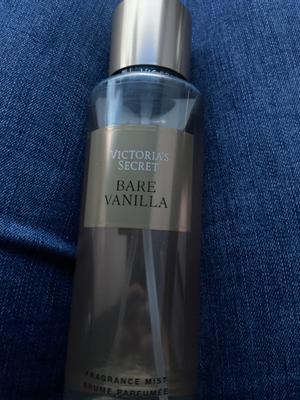 VICTORIA'S
SECRET
BARE
VANILLA
FRAGRANCE MIST
BRUME PARFUMÉE